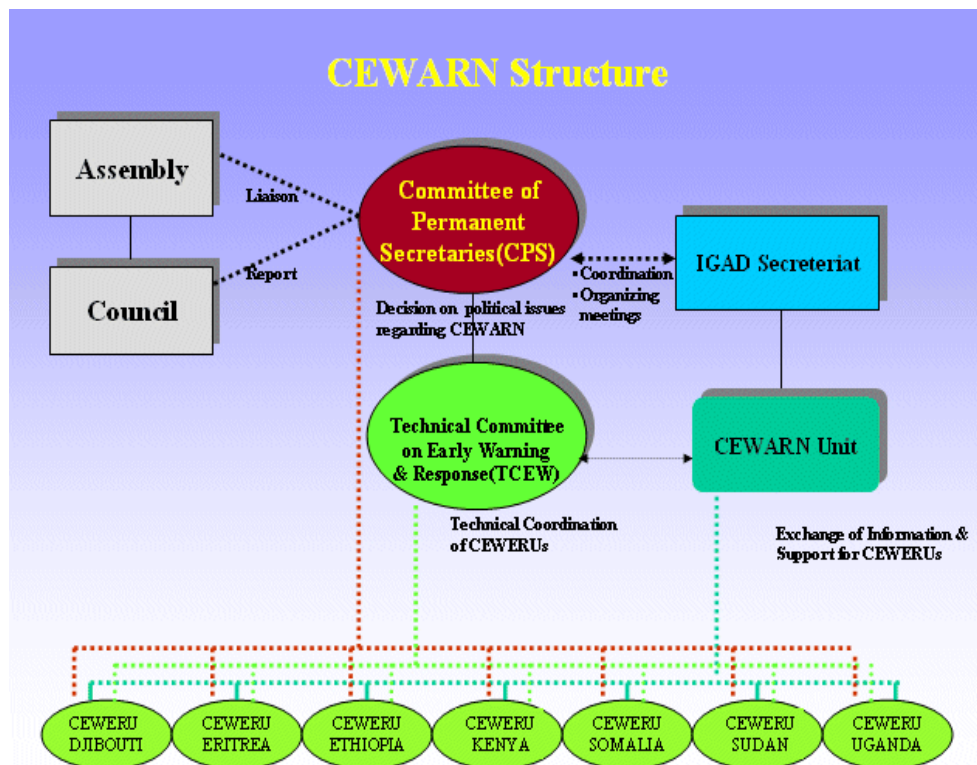 CEWARN Structure
Assembly
Liaison
Committee of
Permanent
Secretaries(CPS)
Report
Council
▪ Coordination
▪ Organizing
meetings
IGAD Secreteriat
Decision on political issues
regarding CEWARN
Technical Committee
on Early Warning
& Response(TCEW)
CEWARN Unit
Technical Coordination
of CEWERUs
Exchange of Information &
Support for CEWERUs
CEWERU
DJIBOUTI
CEWERU
ERITREA
CEWERU
ETHIOPIA
CEWERU
KENYA
CEWERU
SOMALIA
CEWERU
SUDAN
CEWERU
UGANDA